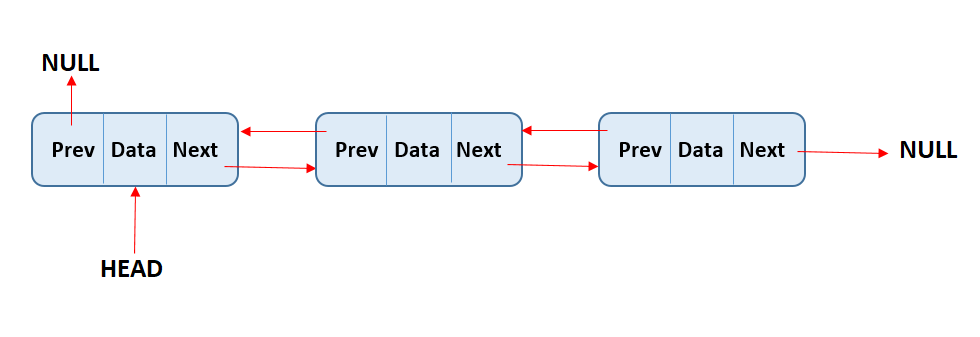 NULL
Prev Data Next Prev Data Next Prev Data Next NULL
HEAD